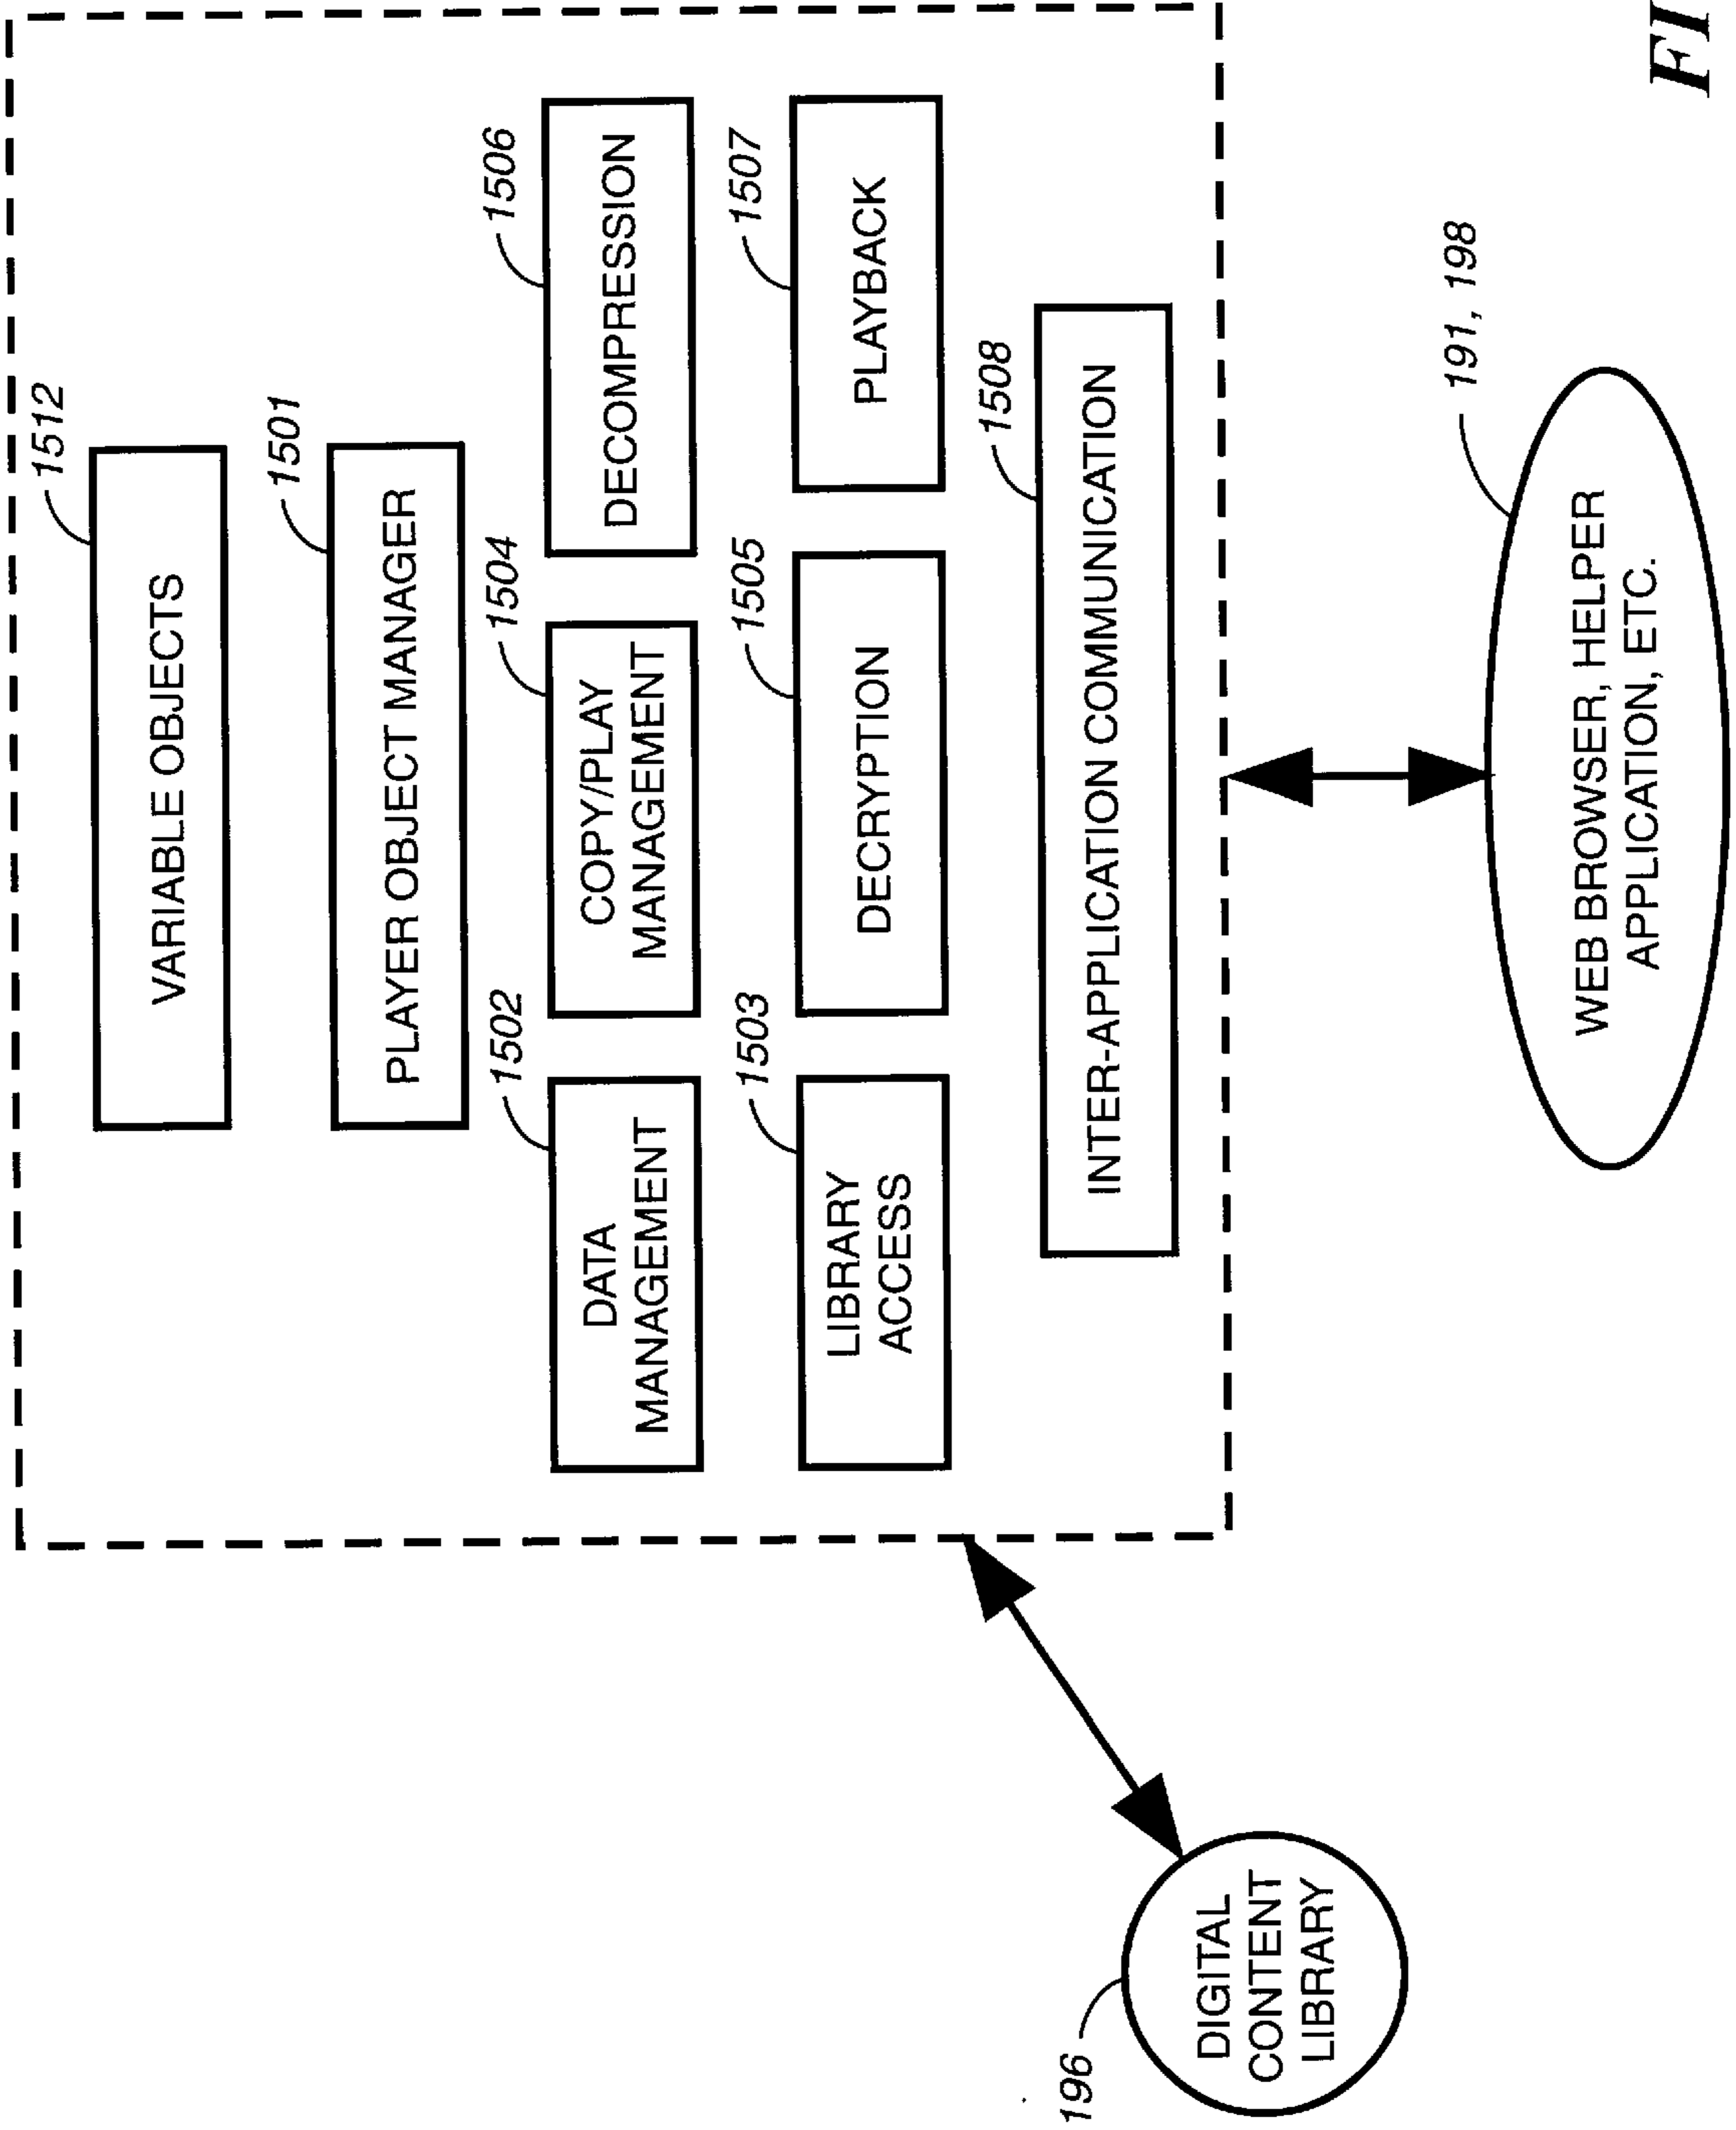 1512
VARIABLE OBJECTS
1501
PLAYER OBJECT MANAGER
1502
DATA
MANAGEMENT
1504
COPY/PLAY
MANAGEMENT
1506
DECOMPRESSION
1503
LIBRARY
ACCESS
1505
DECRYPTION
1507
PLAYBACK
1508
INTER-APPLICATION COMMUNICATION
196
DIGITAL
CONTENT
LIBRARY
191, 198
WEB BROWSER, HELPER
APPLICATION, ETC.
FI